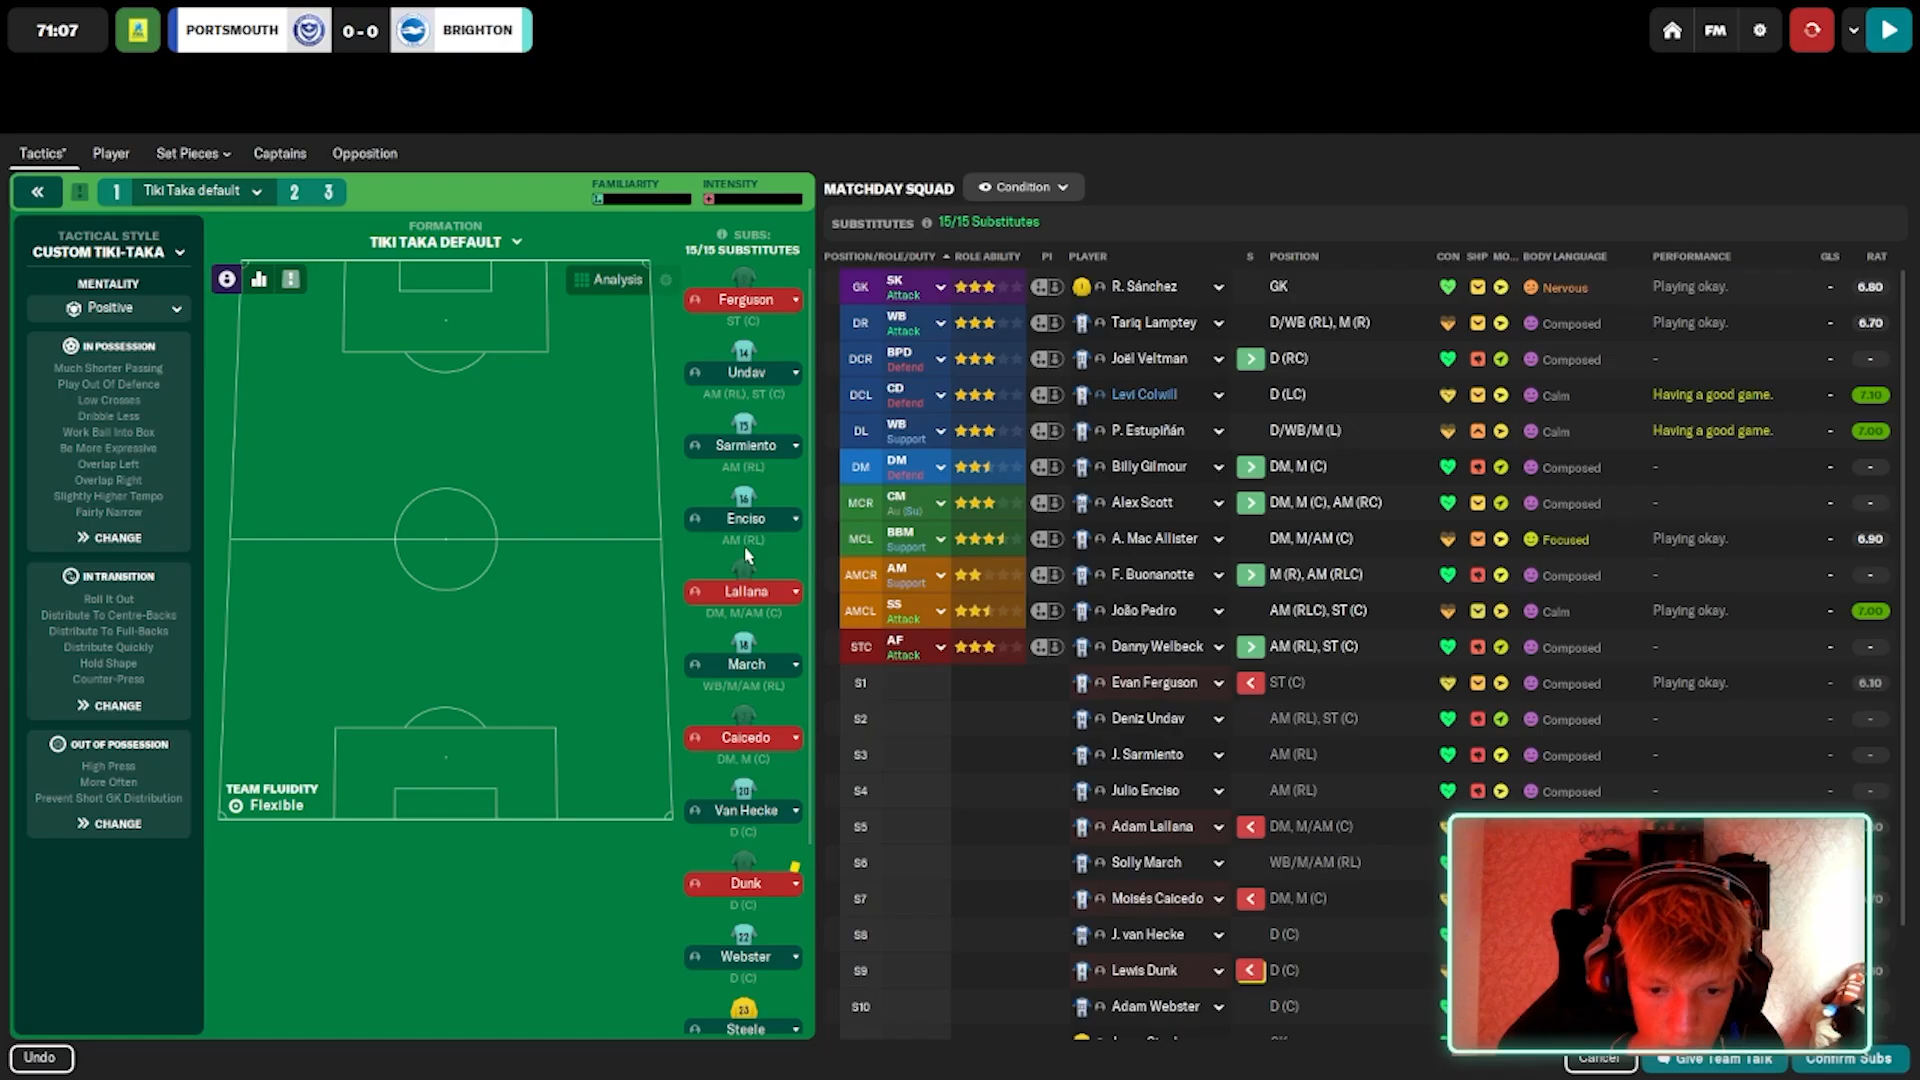 71:07
PORTSMOUTH
0 - 0
BRIGHTON
FM
Tactics*
Player
Set Pieces
Captains
Opposition
1
Tiki Taka default
2
3
FAMILIARITY
INTENSITY
TACTICAL STYLE
CUSTOM TIKI-TAKA
MENTALITY
Positive
IN POSSESSION
Much Shorter Passing
Play Out Of Defence
Low Crosses
Dribble Less
Work Ball Into Box
Be More Expressive
Overlap Left
Overlap Right
Slightly Higher Tempo
Fairly Narrow
CHANGE
IN TRANSITION
Roll It Out
Distribute To Centre-Backs
Distribute To Full-Backs
Distribute Quickly
Hold Shape
Counter-Press
CHANGE
OUT OF POSSESSION
High Press
More Often
Prevent Short GK Distribution
CHANGE
FORMATION
TIKI TAKA DEFAULT
Analysis
TEAM FLUIDITY
Flexible
SUBS:
15/15 SUBSTITUTES
Ferguson
ST (C)
14
Undav
AM (RL), ST (C)
15
Sarmiento
AM (RL)
16
Enciso
AM (RL)
Lallana
DM, M/AM (C)
18
March
WB/M/AM (RL)
Caicedo
DM, M (C)
20
Van Hecke
D (C)
Dunk
D (C)
22
Webster
D (C)
23
Steele
MATCHDAY SQUAD
Condition
SUBSTITUTES 15/15 Substitutes
POSITION/ROLE/DUTY ROLE ABILITY PI PLAYER S POSITION CON SHP MO... BODY LANGUAGE PERFORMANCE GLS RAT
GK SK Attack R. Sánchez GK Nervous Playing okay. - 6.80
DR WB Attack Tariq Lamptey D/WB (RL), M (R) Composed Playing okay. - 6.70
DCR BPD Defend Joël Veltman D (RC) Composed - - -
DCL CD Defend Levi Colwill D (LC) Calm Having a good game. - 7.10
DL WB Support P. Estupiñán D/WB/M (L) Calm Having a good game. - 7.00
DM DM Defend Billy Gilmour DM, M (C) Composed - - -
MCR CM Au (Su) Alex Scott DM, M (C), AM (RC) Composed - - -
MCL BBM Support A. Mac Allister DM, M/AM (C) Focused Playing okay. - 6.90
AMCR AM Support F. Buonanotte M (R), AM (RLC) Composed - - -
AMCL SS Attack João Pedro AM (RLC), ST (C) Calm Playing okay. - 7.00
STC AF Attack Danny Welbeck AM (RL), ST (C) Composed - - -
S1 Evan Ferguson ST (C) Composed Playing okay. - 6.10
S2 Deniz Undav AM (RL), ST (C) Composed - - -
S3 J. Sarmiento AM (RL) Composed - - -
S4 Julio Enciso AM (RL) Composed - - -
S5 Adam Lallana DM, M/AM (C)
S6 Solly March WB/M/AM (RL)
S7 Moisés Caicedo DM, M (C)
S8 J. van Hecke D (C)
S9 Lewis Dunk D (C)
S10 Adam Webster D (C)
Undo
Cancel
Give Team Talk
Confirm Subs